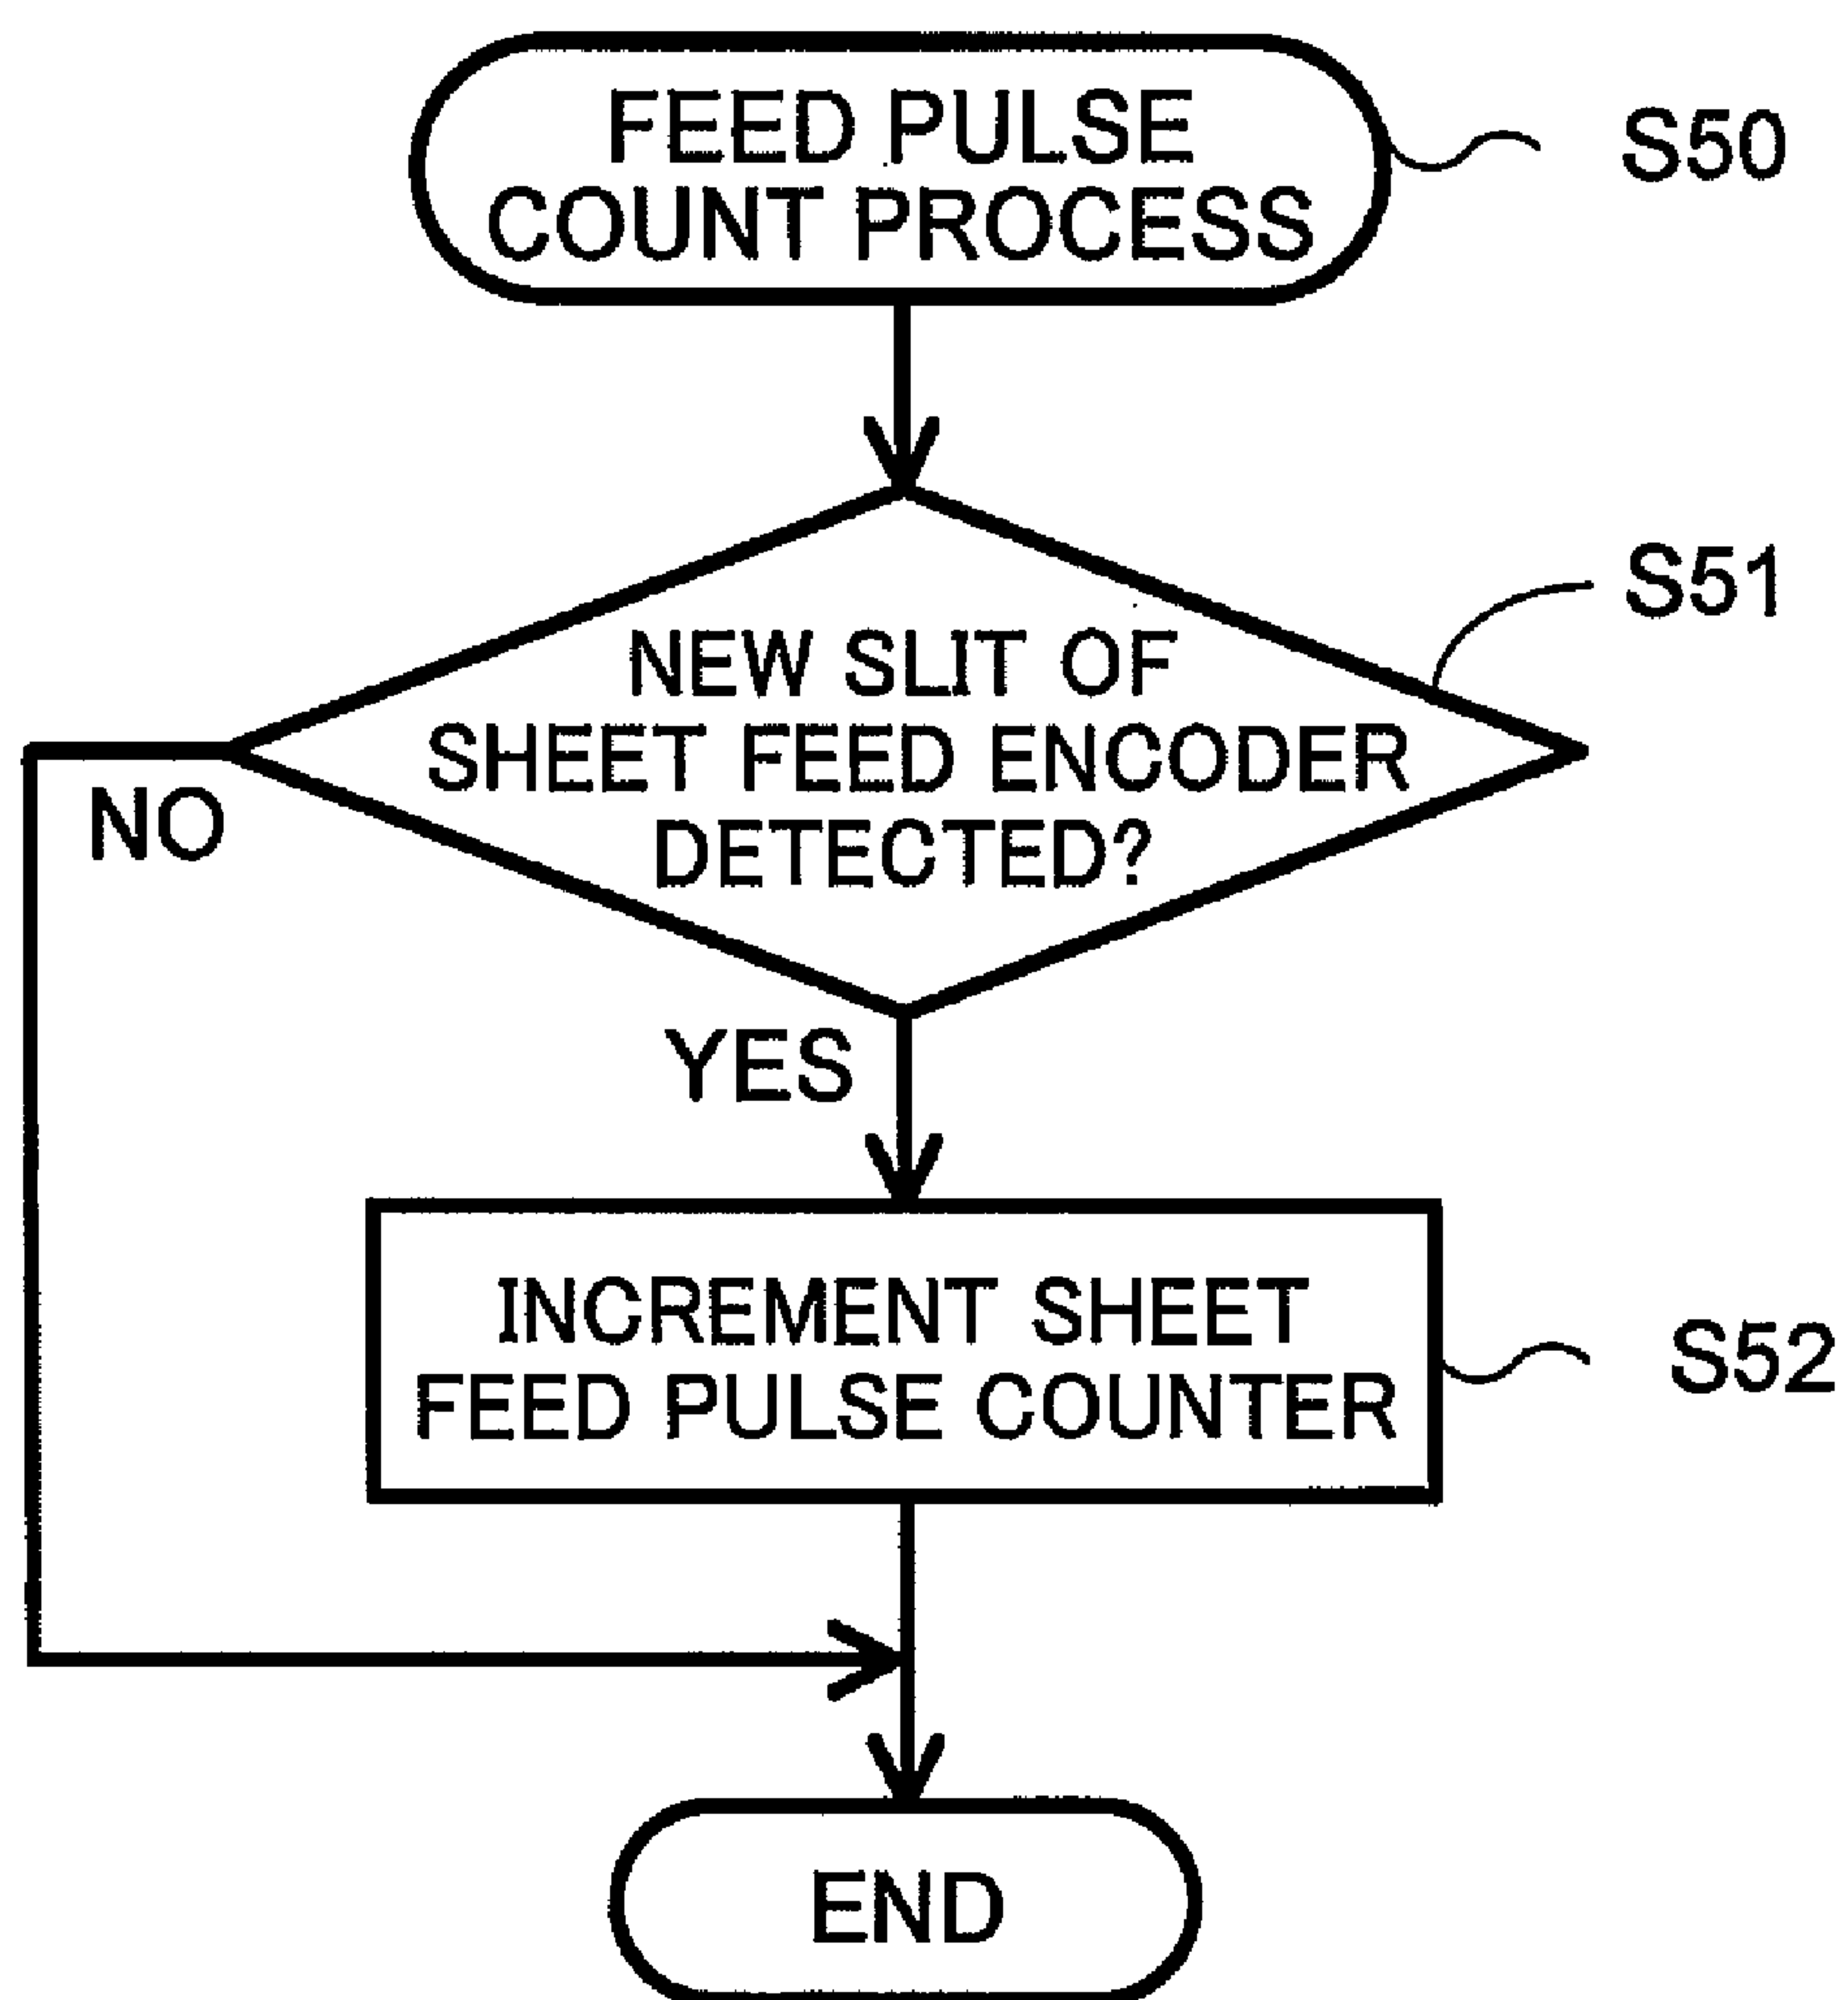 FEED PULSE
COUNT PROCESS
S50
S51
NEW SLIT OF
SHEET FEED ENCODER
DETECTED?
NO
YES
INCREMENT SHEET
FEED PULSE COUNTER
S52
END